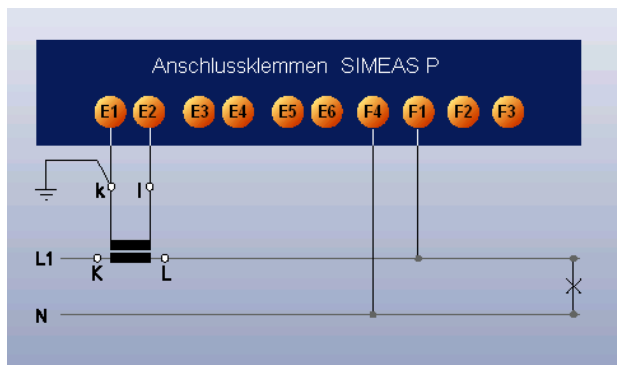 Anschlussklemmen SIMEAS P
E1 E2 E3 E4 E5 E6 F4 F1 F2 F3
k l
L1
K L
N